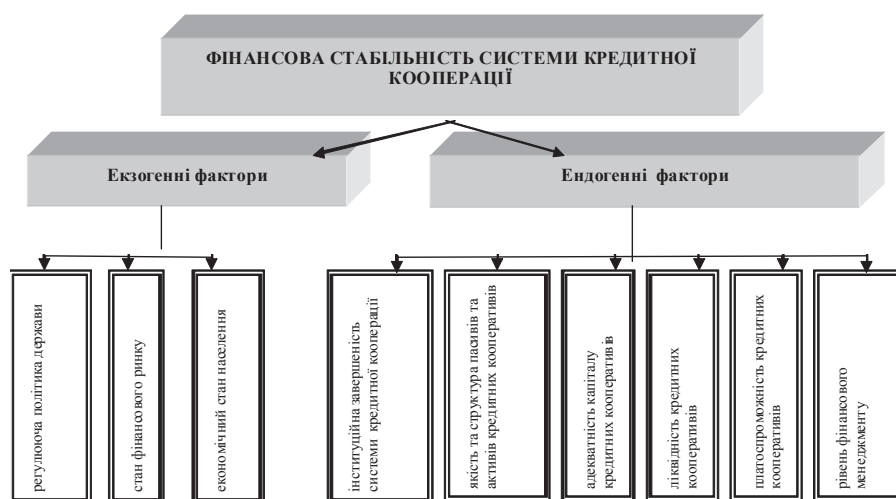 ФІНАНСОВА СТАБІЛЬНІСТЬ СИСТЕМИ КРЕДИТНОЇ
КООПЕРАЦІЇ
Екзогенні фактори
Ендогенні фактори
регулююча політика держави
стан фінансового ринку
економічний стан населення
інституційна завершеність
системи кредитної кооперації
якість та структура пасивів та
активів кредитних кооперативів
адекватність капіталу
кредитних кооперативів
ліквідність кредитних
кооперативів
платоспроможність кредитних
кооперативів
рівень фінансового
менеджменту